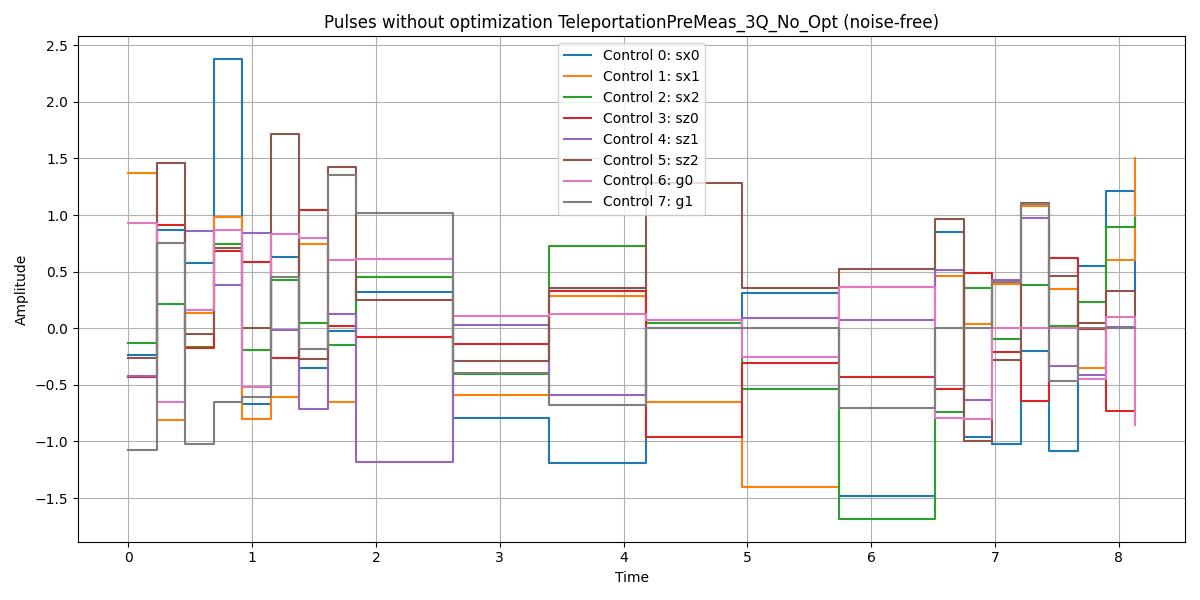 Pulses without optimization TeleportationPreMeas_3Q_No_Opt (noise-free)
Amplitude
2.5
2.0
1.5
1.0
0.5
0.0
−0.5
−1.0
−1.5
Control 0: sx0
Control 1: sx1
Control 2: sx2
Control 3: sz0
Control 4: sz1
Control 5: sz2
Control 6: g0
Control 7: g1
0 1 2 3 4 5 6 7 8
Time